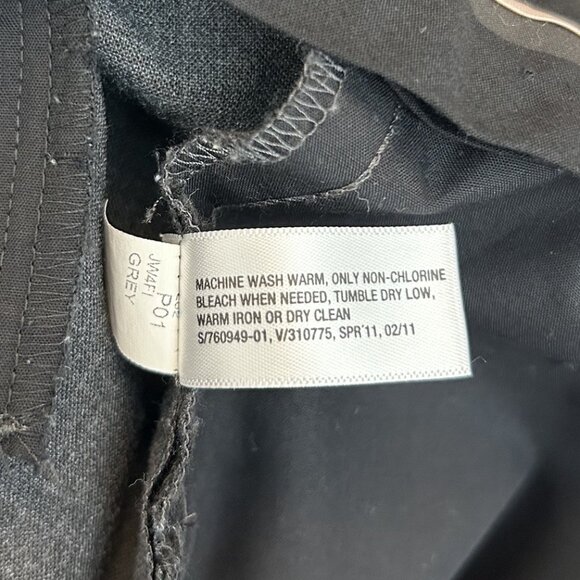 MACHINE WASH WARM, ONLY NON-CHLORINE
BLEACH WHEN NEEDED, TUMBLE DRY LOW,
WARM IRON OR DRY CLEAN
S/760949-01, V/310775, SPR'11, 02/11
P01
JW4F1
GREY